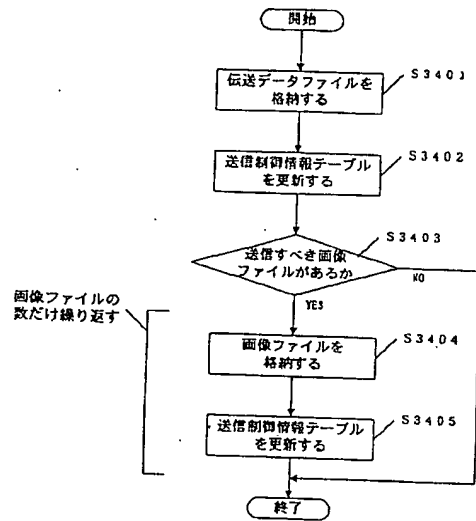 開始
伝送データファイルを
格納する
S3401
送信制御情報テーブル
を更新する
S3402
送信すべき画像
ファイルがあるか
S3403
NO
YES
画像ファイルの
数だけ繰り返す
画像ファイルを
格納する
S3404
送信制御情報テーブル
を更新する
S3405
終了